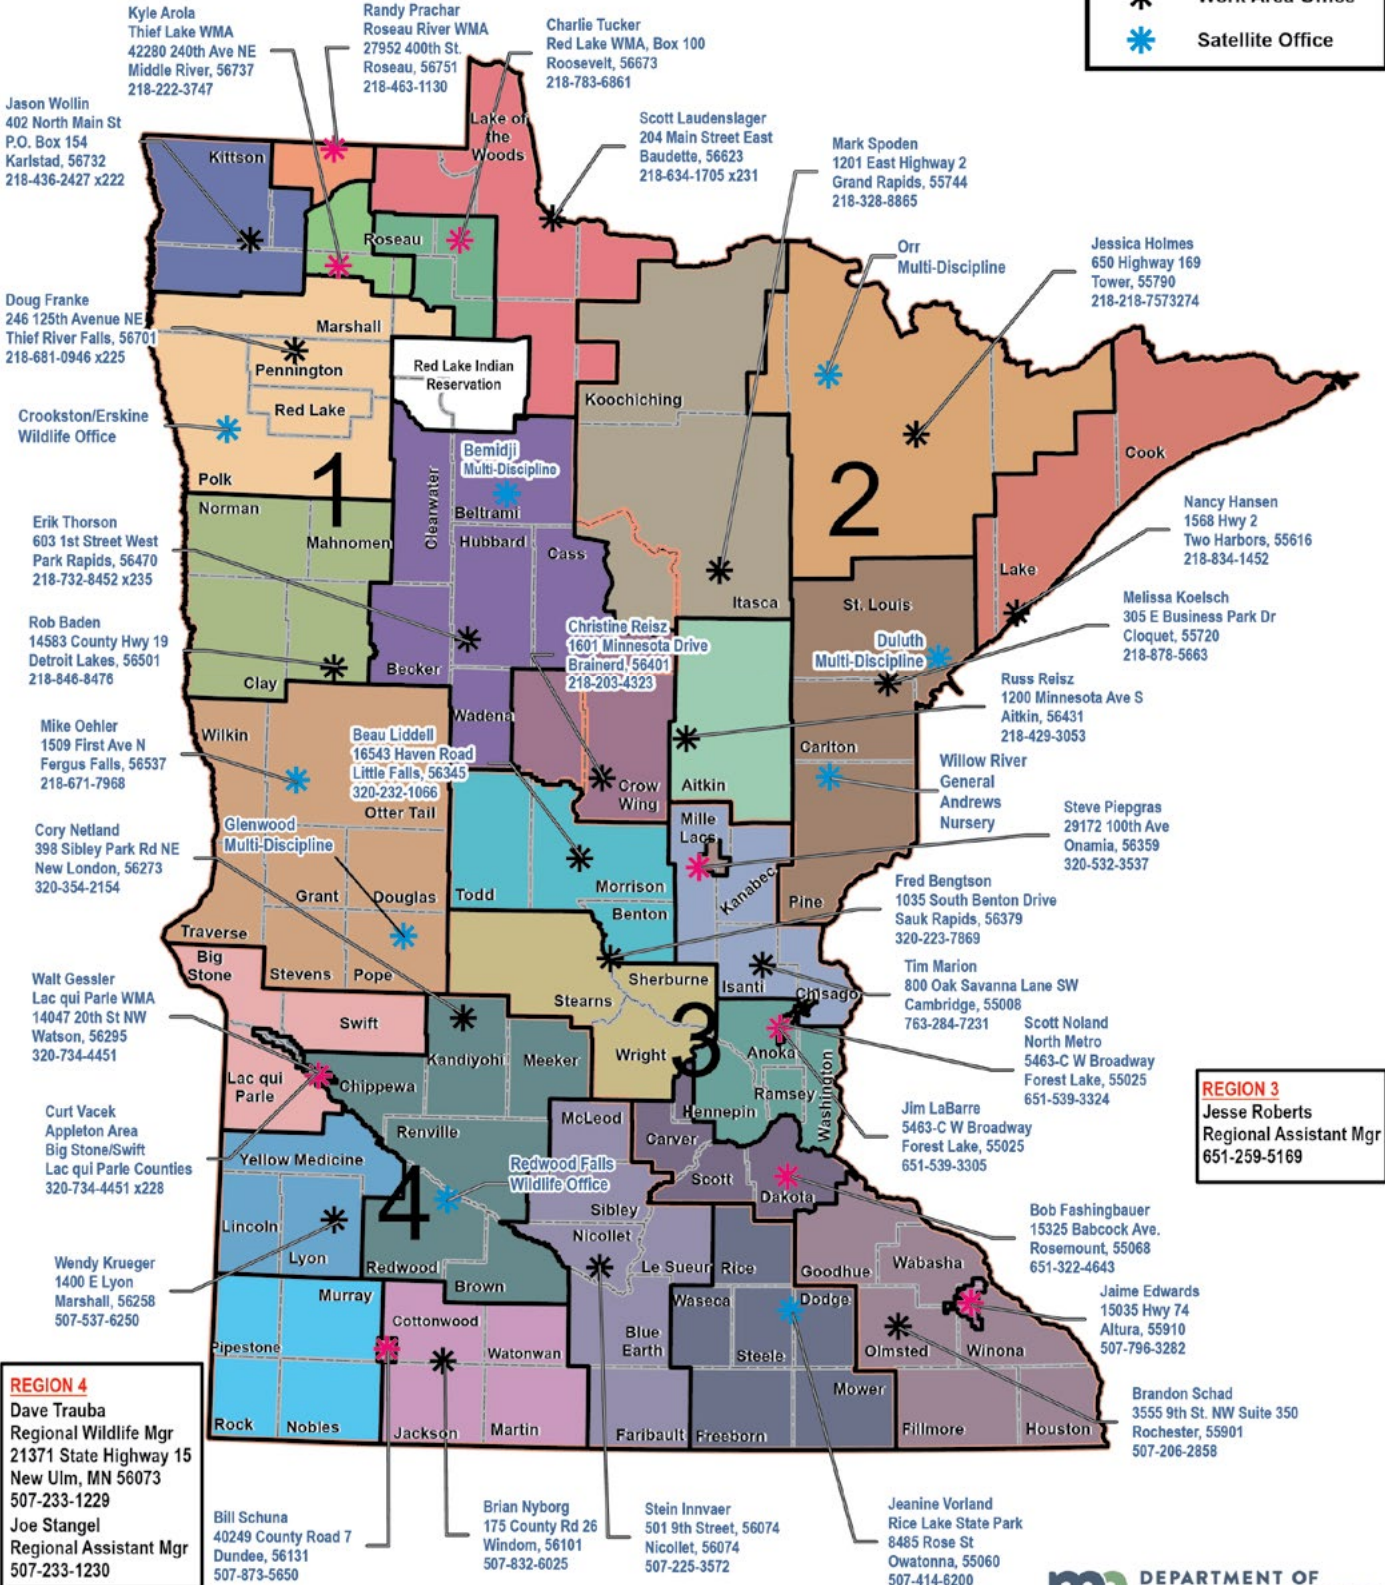 Work Area Office
Satellite Office
Kyle Arola
Thief Lake WMA
42280 240th Ave NE
Middle River, 56737
218-222-3747
Randy Prachar
Roseau River WMA
27952 400th St.
Roseau, 56751
218-463-1130
Charlie Tucker
Red Lake WMA, Box 100
Roosevelt, 56673
218-783-6861
Jason Wollin
402 North Main St
P.O. Box 154
Karlstad, 56732
218-436-2427 x222
Scott Laudenslager
204 Main Street East
Baudette, 56623
218-634-1705 x231
Mark Spoden
1201 East Highway 2
Grand Rapids, 55744
218-328-8865
Orr
Multi-Discipline
Jessica Holmes
650 Highway 169
Tower, 55790
218-218-7573274
Doug Franke
246 125th Avenue NE
Thief River Falls, 56701
218-681-0946 x225
Crookston/Erskine
Wildlife Office
Erik Thorson
603 1st Street West
Park Rapids, 56470
218-732-8452 x235
Rob Baden
14583 County Hwy 19
Detroit Lakes, 56501
218-846-8476
Mike Oehler
1509 First Ave N
Fergus Falls, 56537
218-671-7968
Cory Netland
398 Sibley Park Rd NE
New London, 56273
320-354-2154
Walt Gessler
Lac qui Parle WMA
14047 20th St NW
Watson, 56295
320-734-4451
Curt Vacek
Appleton Area
Big Stone/Swift
Lac qui Parle Counties
320-734-4451 x228
Wendy Krueger
1400 E Lyon
Marshall, 56258
507-537-6250
Kittson
Lake of
the
Woods
Roseau
Marshall
Pennington
Red Lake
Polk
Red Lake Indian
Reservation
Koochiching
Cook
1
2
Bemidji
Multi-Discipline
Beltrami
Clearwater
Norman
Mahnomen
Hubbard
Cass
Itasca
Lake
St. Louis
Duluth
Multi-Discipline
Christine Reisz
1601 Minnesota Drive
Brainerd, 56401
218-203-4323
Clay
Becker
Wadena
Wilkin
Beau Liddell
16543 Haven Road
Little Falls, 56345
320-232-1066
Otter Tail
Crow
Wing
Aitkin
Carlton
Glenwood
Multi-Discipline
Mille
Lacs
Kanabec
Pine
Grant
Douglas
Todd
Morrison
Benton
Traverse
Big
Stone
Stevens
Pope
Stearns
Sherburne
Isanti
Chisago
Swift
3
Wright
Anoka
Kandiyohi
Meeker
Lac qui
Parle
Chippewa
Ramsey
Washington
Hennepin
McLeod
Carver
Renville
Yellow Medicine
Redwood Falls
Wildlife Office
Scott
Dakota
4
Sibley
Lincoln
Lyon
Nicollet
Le Sueur
Rice
Goodhue
Wabasha
Redwood
Brown
Murray
Waseca
Dodge
Cottonwood
Blue
Earth
Pipestone
Watonwan
Steele
Olmsted
Winona
Mower
Rock
Nobles
Jackson
Martin
Faribault
Freeborn
Fillmore
Houston
Nancy Hansen
1568 Hwy 2
Two Harbors, 55616
218-834-1452
Melissa Koelsch
305 E Business Park Dr
Cloquet, 55720
218-878-5663
Russ Reisz
1200 Minnesota Ave S
Aitkin, 56431
218-429-3053
Willow River
General
Andrews
Nursery
Steve Piepgras
29172 100th Ave
Onamia, 56359
320-532-3537
Fred Bengtson
1035 South Benton Drive
Sauk Rapids, 56379
320-223-7869
Tim Marion
800 Oak Savanna Lane SW
Cambridge, 55008
763-284-7231
Scott Noland
North Metro
5463-C W Broadway
Forest Lake, 55025
651-539-3324
Jim LaBarre
5463-C W Broadway
Forest Lake, 55025
651-539-3305
REGION 3
Jesse Roberts
Regional Assistant Mgr
651-259-5169
Bob Fashingbauer
15325 Babcock Ave.
Rosemount, 55068
651-322-4643
Jaime Edwards
15035 Hwy 74
Altura, 55910
507-796-3282
Brandon Schad
3555 9th St. NW Suite 350
Rochester, 55901
507-206-2858
REGION 4
Dave Trauba
Regional Wildlife Mgr
21371 State Highway 15
New Ulm, MN 56073
507-233-1229
Joe Stangel
Regional Assistant Mgr
507-233-1230
Bill Schuna
40249 County Road 7
Dundee, 56131
507-873-5650
Brian Nyborg
175 County Rd 26
Windom, 56101
507-832-6025
Stein Innvaer
501 9th Street, 56074
Nicollet, 56074
507-225-3572
Jeanine Vorland
Rice Lake State Park
8485 Rose St
Owatonna, 55060
507-414-6200
DEPARTMENT OF